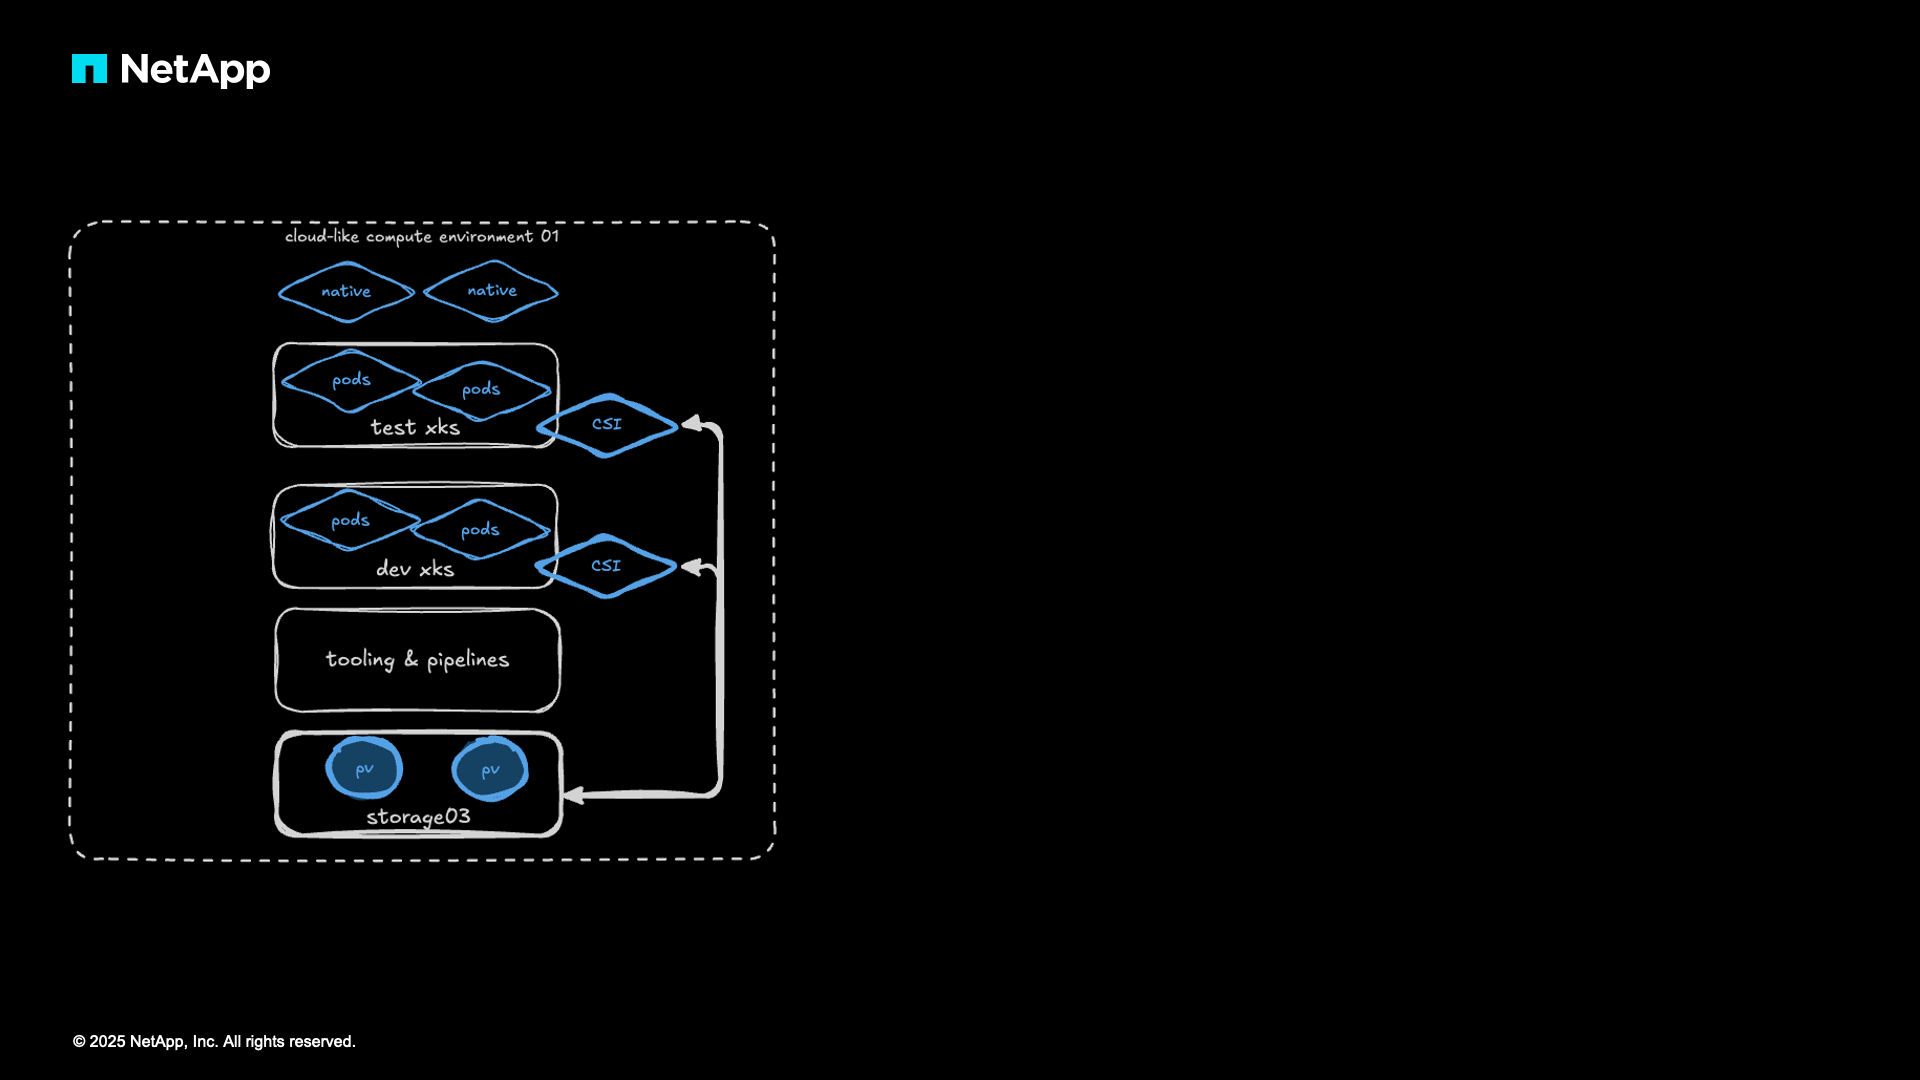 NetApp
cloud-like compute environment 01
native
native
pods
pods
test xks
CSI
pods
pods
dev xks
CSI
tooling & pipelines
pv
pv
storage03
© 2025 NetApp, Inc. All rights reserved.